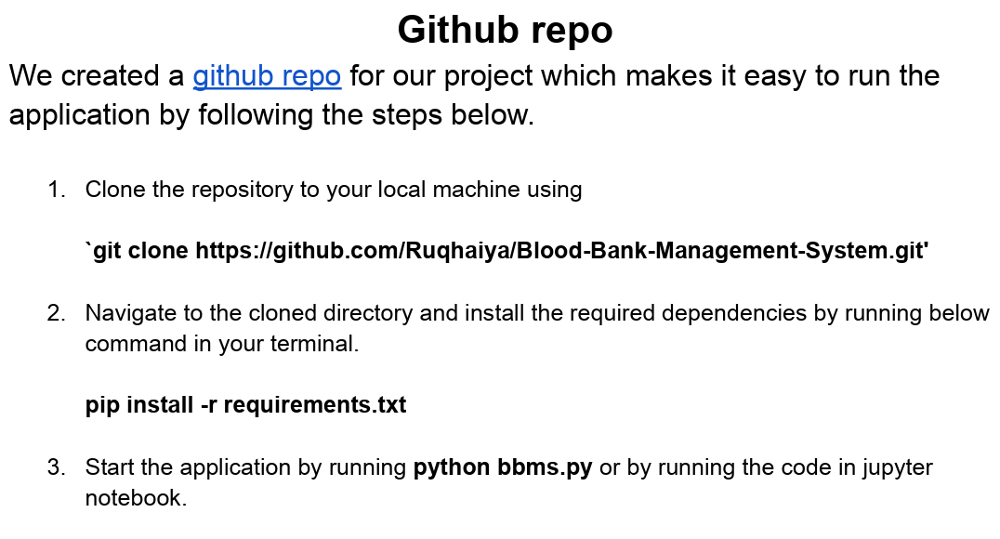 Github repo
We created a github repo for our project which makes it easy to run the
application by following the steps below.
1. Clone the repository to your local machine using
`git clone https://github.com/Ruqhaiya/Blood-Bank-Management-System.git'
2. Navigate to the cloned directory and install the required dependencies by running below
command in your terminal.
pip install -r requirements.txt
3. Start the application by running python bbms.py or by running the code in jupyter
notebook.